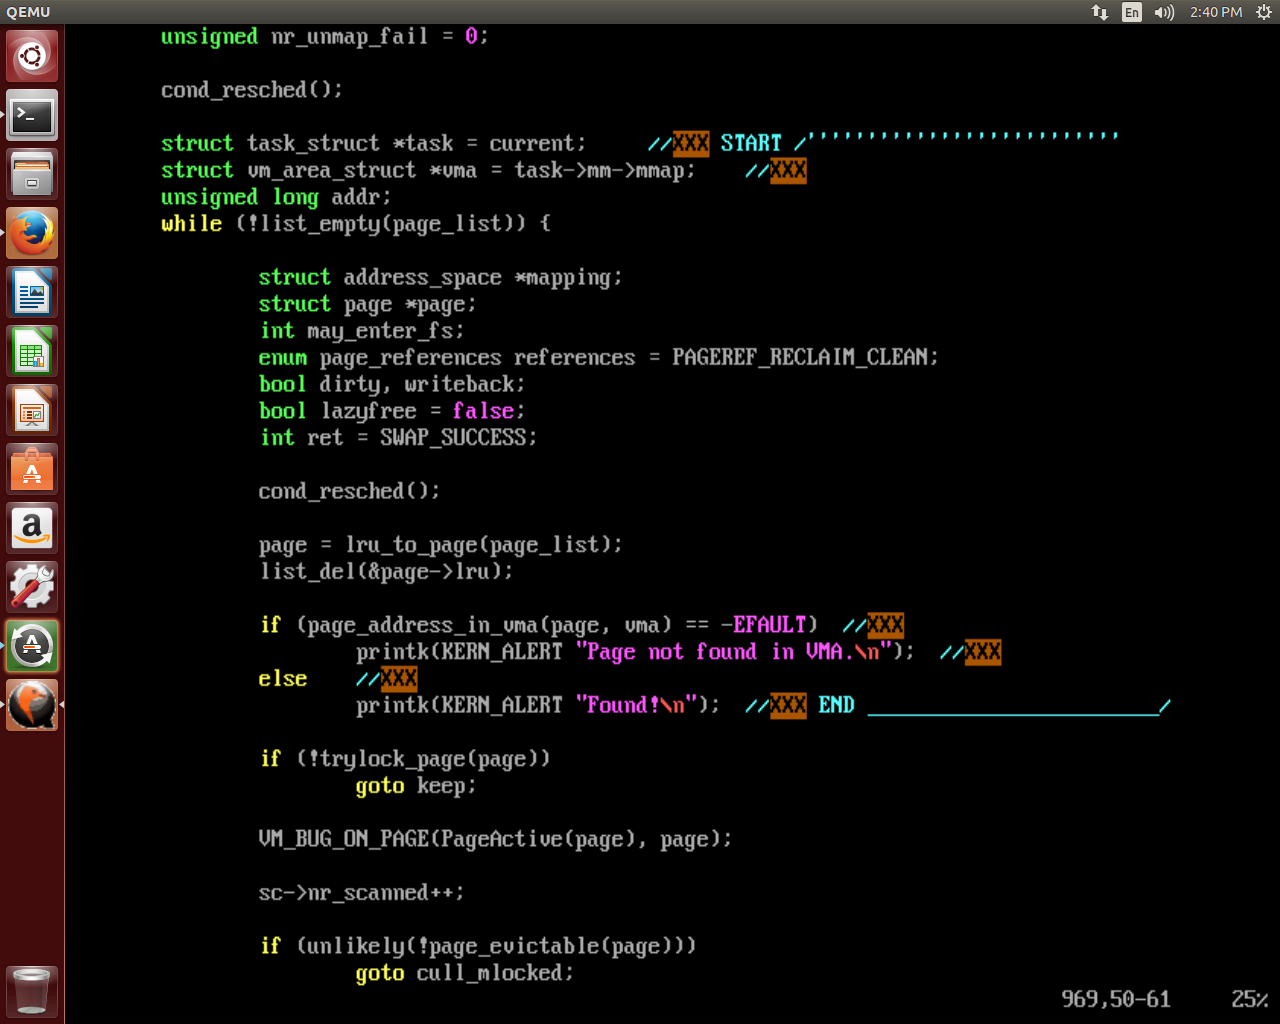 QEMU
En
2:40 PM
unsigned nr_unmap_fail = 0;
cond_resched();
struct task_struct *task = current;     //XXX START /''''''''''''''''''''''''''
struct vm_area_struct *vma = task->mm->mmap;    //XXX
unsigned long addr;
while (!list_empty(page_list)) {
struct address_space *mapping;
struct page *page;
int may_enter_fs;
enum page_references references = PAGEREF_RECLAIM_CLEAN;
bool dirty, writeback;
bool lazyfree = false;
int ret = SWAP_SUCCESS;
cond_resched();
page = lru_to_page(page_list);
list_del(&page->lru);
if (page_address_in_vma(page, vma) == -EFAULT)  //XXX
printk(KERN_ALERT "Page not found in VMA.\n");  //XXX
else    //XXX
printk(KERN_ALERT "Found!\n");  //XXX END ________________________/
if (!trylock_page(page))
goto keep;
VM_BUG_ON_PAGE(PageActive(page), page);
sc->nr_scanned++;
if (unlikely(!page_evictable(page)))
goto cull_mlocked;
969,50-61     25%